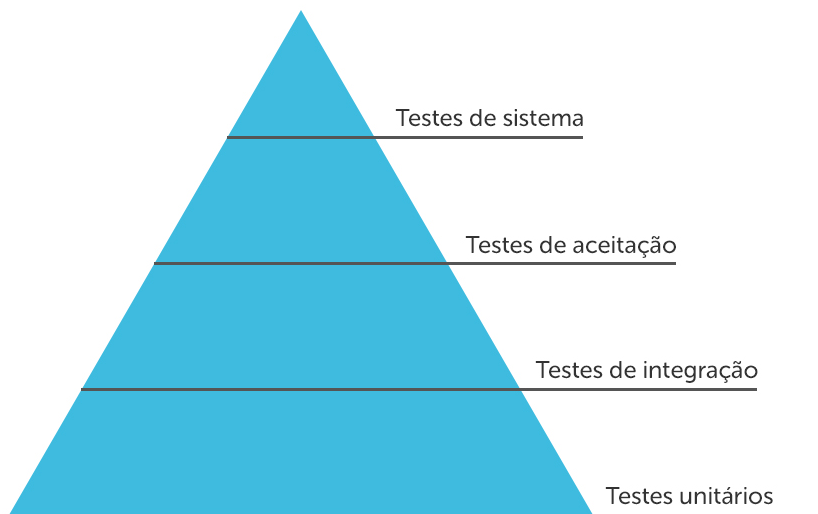 Testes de sistema
Testes de aceitação
Testes de integração
Testes unitários